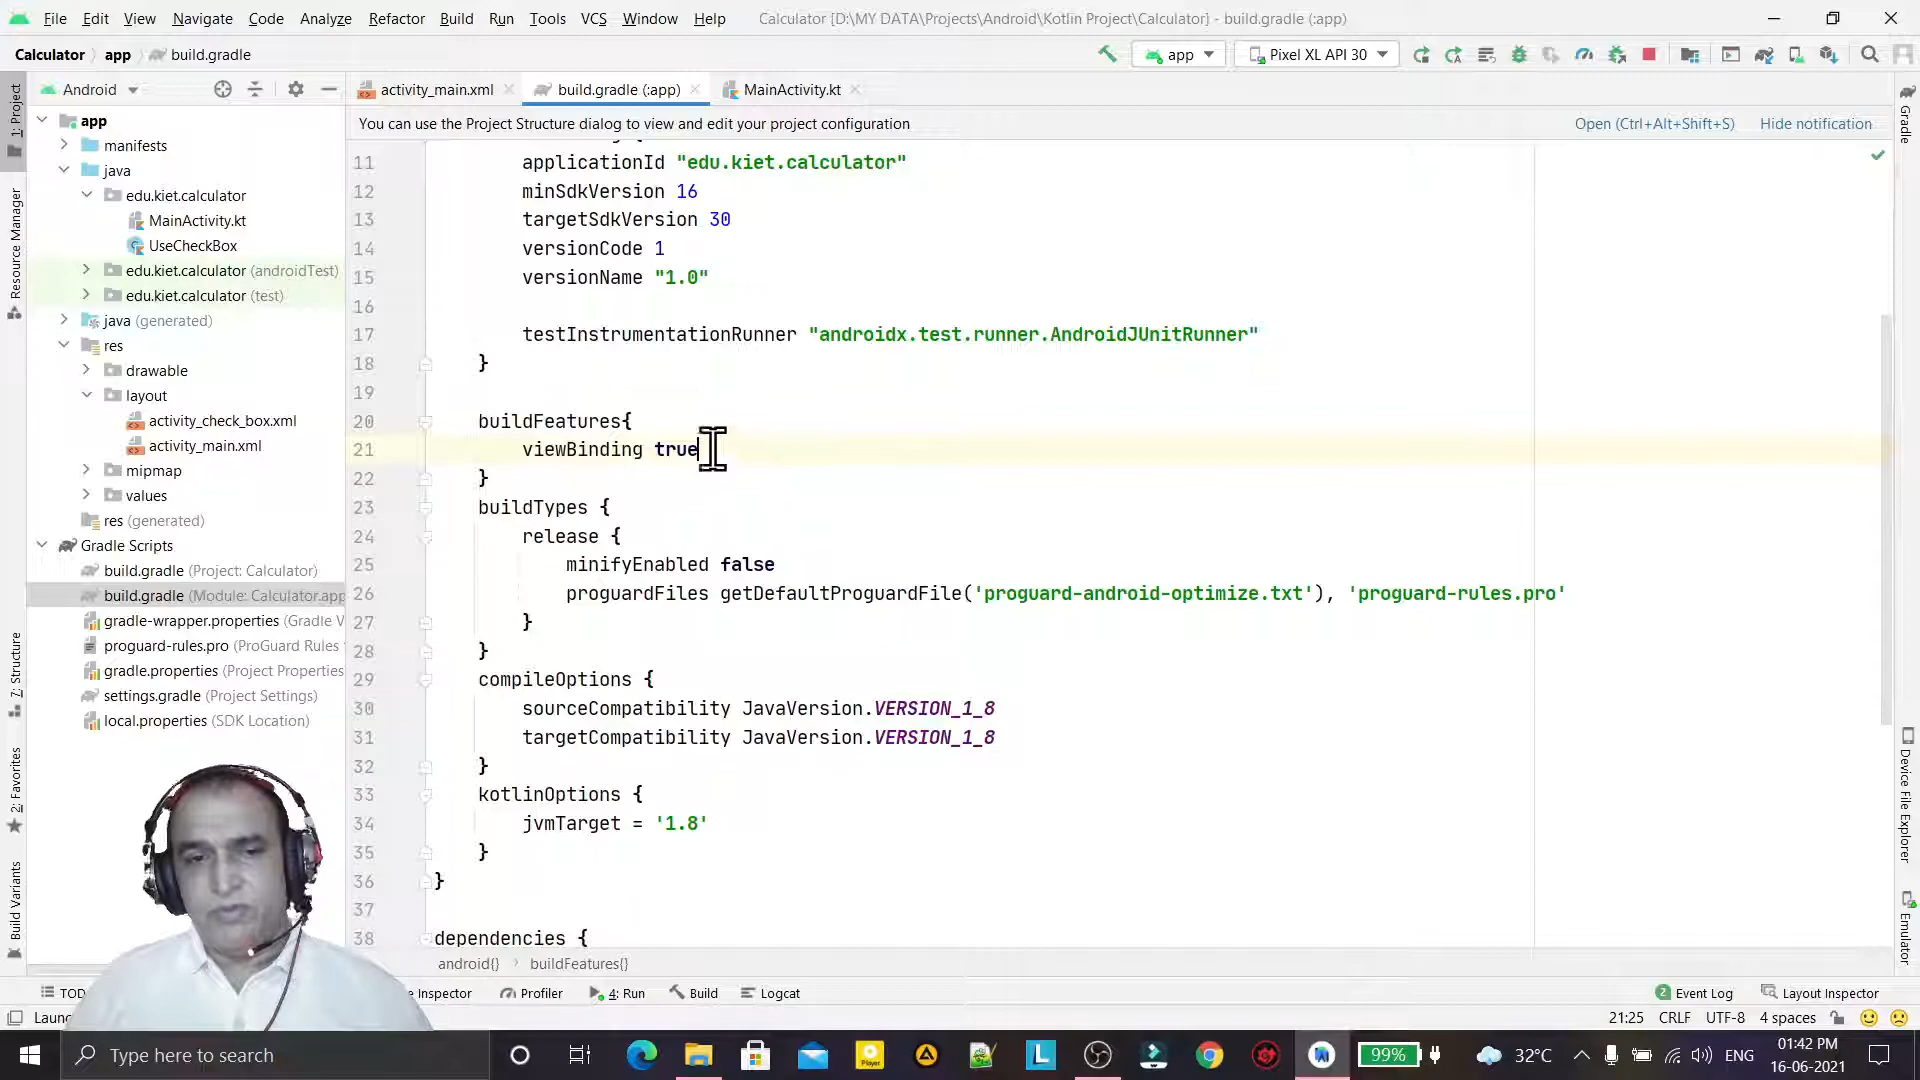 File Edit View Navigate Code Analyze Refactor Build Run Tools VCS Window Help Calculator [D:\MY DATA\Projects\Android\Kotlin Project\Calculator] - build.gradle (:app)
Calculator app build.gradle app Pixel XL API 30
1: Project
Resource Manager
7: Structure
2: Favorites
Build Variants
Android
app
manifests
java
edu.kiet.calculator
MainActivity.kt
UseCheckBox
edu.kiet.calculator (androidTest)
edu.kiet.calculator (test)
java (generated)
res
drawable
layout
activity_check_box.xml
activity_main.xml
mipmap
values
res (generated)
Gradle Scripts
build.gradle (Project: Calculator)
build.gradle (Module: Calculator.app
gradle-wrapper.properties (Gradle V
proguard-rules.pro (ProGuard Rules
gradle.properties (Project Properties
settings.gradle (Project Settings)
local.properties (SDK Location)
activity_main.xml build.gradle (:app) MainActivity.kt
You can use the Project Structure dialog to view and edit your project configuration Open (Ctrl+Alt+Shift+S) Hide notification
11 applicationId "edu.kiet.calculator"
12 minSdkVersion 16
13 targetSdkVersion 30
14 versionCode 1
15 versionName "1.0"
16
17 testInstrumentationRunner "androidx.test.runner.AndroidJUnitRunner"
18 }
19
20 buildFeatures{
21 viewBinding true
22 }
23 buildTypes {
24 release {
25 minifyEnabled false
26 proguardFiles getDefaultProguardFile('proguard-android-optimize.txt'), 'proguard-rules.pro'
27 }
28 }
29 compileOptions {
30 sourceCompatibility JavaVersion.VERSION_1_8
31 targetCompatibility JavaVersion.VERSION_1_8
32 }
33 kotlinOptions {
34 jvmTarget = '1.8'
35 }
36 }
37
38 dependencies {
android{} buildFeatures{}
Gradle
Device File Explorer
Emulator
TOD e Inspector Profiler 4: Run Build Logcat 2 Event Log Layout Inspector
Launc 21:25 CRLF UTF-8 4 spaces
Type here to search Player L 99% 32°C ENG 01:42 PM
16-06-2021